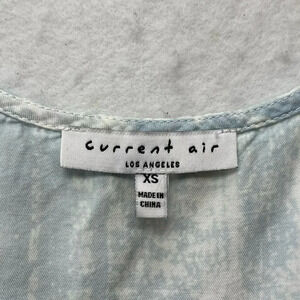 current air
LOS ANGELES
XS
MADE IN
CHINA